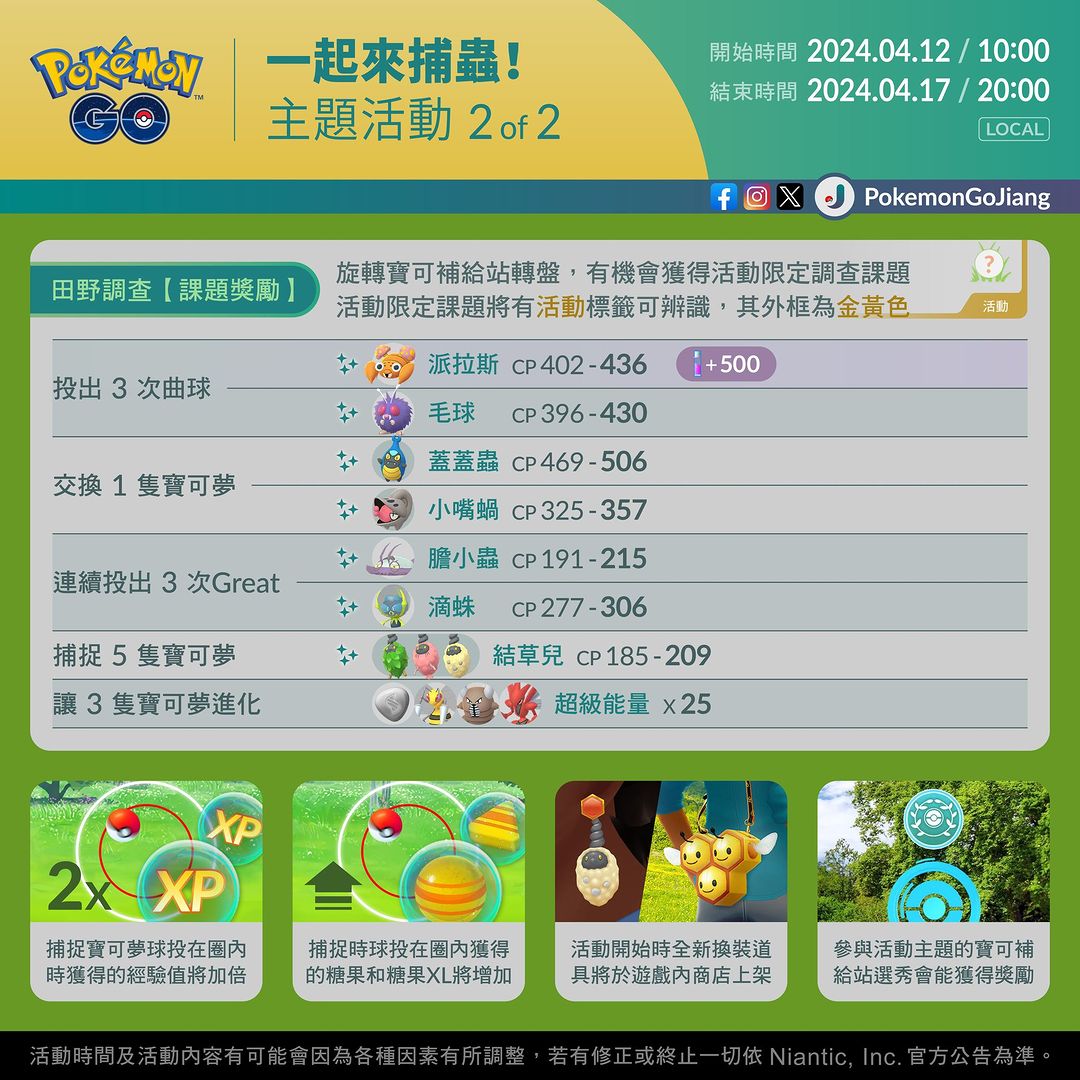 POKÉMON GO
TM
一起來捕蟲!
主題活動 2 of 2
開始時間 2024.04.12 / 10:00
結束時間 2024.04.17 / 20:00
LOCAL
PokemonGoJiang
田野調查【課題獎勵】
旋轉寶可補給站轉盤，有機會獲得活動限定調查課題
活動限定課題將有活動標籤可辨識，其外框為金黃色
?
活動
投出 3 次曲球
派拉斯 CP 402 - 436 +500
毛球 CP 396 - 430
交換 1 隻寶可夢
蓋蓋蟲 CP 469 - 506
小嘴蝸 CP 325 - 357
連續投出 3 次Great
膽小蟲 CP 191 - 215
滴蛛 CP 277 - 306
捕捉 5 隻寶可夢
結草兒 CP 185 - 209
讓 3 隻寶可夢進化
超級能量 x 25
2x
XP
XP
捕捉寶可夢球投在圈內
時獲得的經驗值將加倍
捕捉時球投在圈內獲得
的糖果和糖果XL將增加
活動開始時全新換裝道
具將於遊戲內商店上架
參與活動主題的寶可補
給站選秀會能獲得獎勵
活動時間及活動內容有可能會因為各種因素有所調整，若有修正或終止一切依 Niantic, Inc. 官方公告為準。